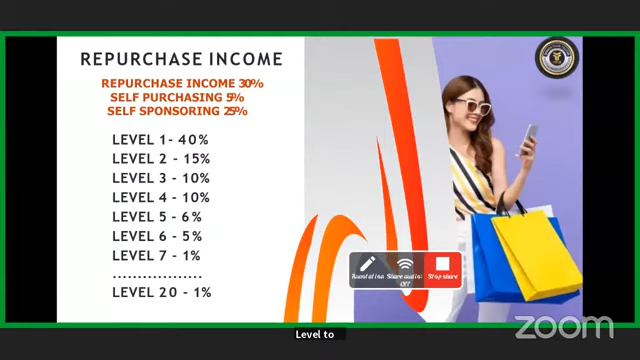 REPURCHASE INCOME
REPURCHASE INCOME 30%
SELF PURCHASING 5%
SELF SPONSORING 25%
LEVEL 1- 40%
LEVEL 2 - 15%
LEVEL 3 - 10%
LEVEL 4 - 10%
LEVEL 5 - 6%
LEVEL 6 - 5%
LEVEL 7 - 1%
..................
LEVEL 20 - 1%
Share audio:
Off
Stop share
Level to
zoom